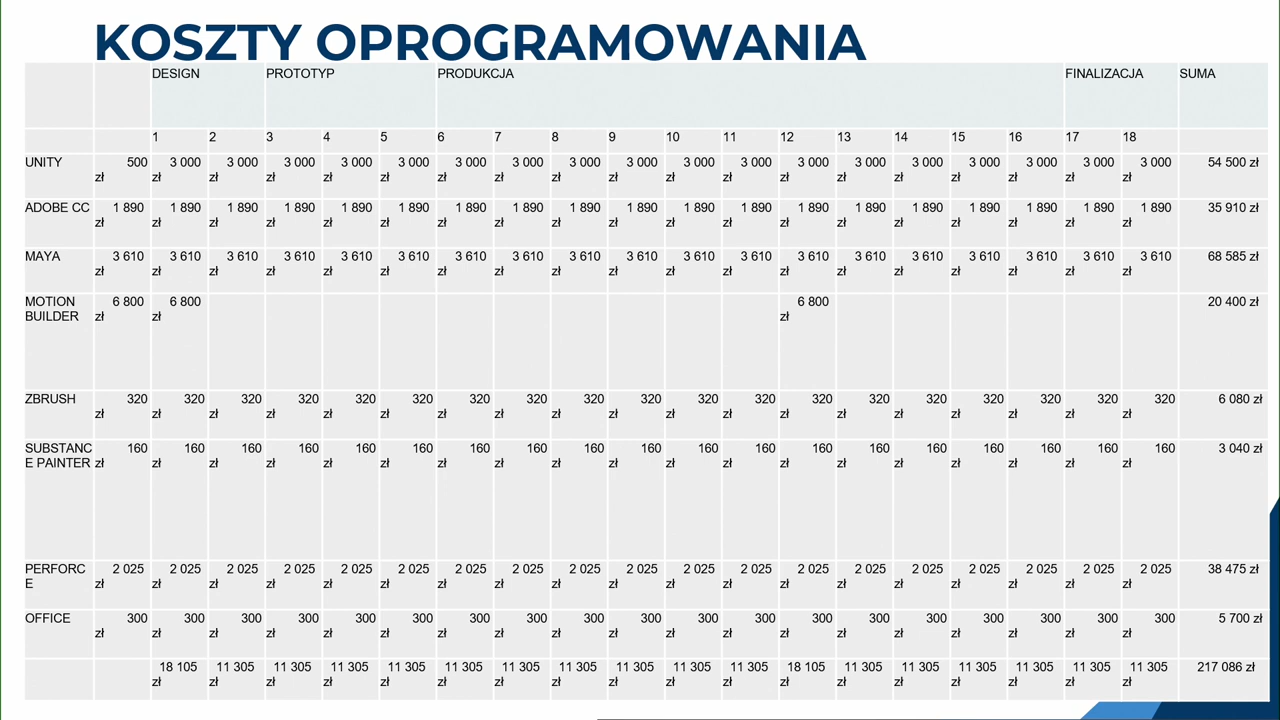 KOSZTY OPROGRAMOWANIA
DESIGN PROTOTYP PRODUKCJA FINALIZACJA SUMA
1 2 3 4 5 6 7 8 9 10 11 12 13 14 15 16 17 18
UNITY 500 zł 3 000 zł 3 000 zł 3 000 zł 3 000 zł 3 000 zł 3 000 zł 3 000 zł 3 000 zł 3 000 zł 3 000 zł 3 000 zł 3 000 zł 3 000 zł 3 000 zł 3 000 zł 3 000 zł 3 000 zł 3 000 zł 54 500 zł
ADOBE CC 1 890 zł 1 890 zł 1 890 zł 1 890 zł 1 890 zł 1 890 zł 1 890 zł 1 890 zł 1 890 zł 1 890 zł 1 890 zł 1 890 zł 1 890 zł 1 890 zł 1 890 zł 1 890 zł 1 890 zł 1 890 zł 1 890 zł 35 910 zł
MAYA 3 610 zł 3 610 zł 3 610 zł 3 610 zł 3 610 zł 3 610 zł 3 610 zł 3 610 zł 3 610 zł 3 610 zł 3 610 zł 3 610 zł 3 610 zł 3 610 zł 3 610 zł 3 610 zł 3 610 zł 3 610 zł 3 610 zł 68 585 zł
MOTION BUILDER 6 800 zł 6 800 zł 6 800 zł 20 400 zł
ZBRUSH 320 zł 320 zł 320 zł 320 zł 320 zł 320 zł 320 zł 320 zł 320 zł 320 zł 320 zł 320 zł 320 zł 320 zł 320 zł 320 zł 320 zł 320 zł 320 zł 6 080 zł
SUBSTANC
E PAINTER 160 zł 160 zł 160 zł 160 zł 160 zł 160 zł 160 zł 160 zł 160 zł 160 zł 160 zł 160 zł 160 zł 160 zł 160 zł 160 zł 160 zł 160 zł 160 zł 3 040 zł
PERFORC
E 2 025 zł 2 025 zł 2 025 zł 2 025 zł 2 025 zł 2 025 zł 2 025 zł 2 025 zł 2 025 zł 2 025 zł 2 025 zł 2 025 zł 2 025 zł 2 025 zł 2 025 zł 2 025 zł 2 025 zł 2 025 zł 2 025 zł 38 475 zł
OFFICE 300 zł 300 zł 300 zł 300 zł 300 zł 300 zł 300 zł 300 zł 300 zł 300 zł 300 zł 300 zł 300 zł 300 zł 300 zł 300 zł 300 zł 300 zł 300 zł 5 700 zł
18 105 zł 11 305 zł 11 305 zł 11 305 zł 11 305 zł 11 305 zł 11 305 zł 11 305 zł 11 305 zł 11 305 zł 11 305 zł 18 105 zł 11 305 zł 11 305 zł 11 305 zł 11 305 zł 11 305 zł 11 305 zł 217 086 zł